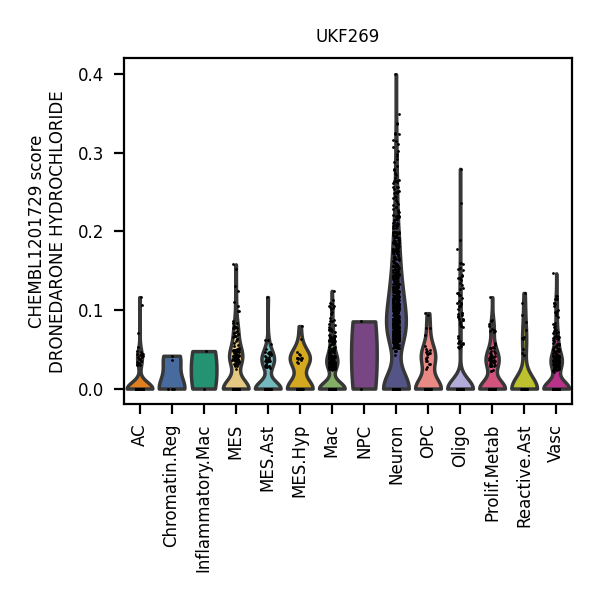 UKF269
CHEMBL1201729 score
DRONEDARONE HYDROCHLORIDE
0.4
0.3
0.2
0.1
0.0
AC
Chromatin.Reg
Inflammatory.Mac
MES
MES.Ast
MES.Hyp
Mac
NPC
Neuron
OPC
Oligo
Prolif.Metab
Reactive.Ast
Vasc